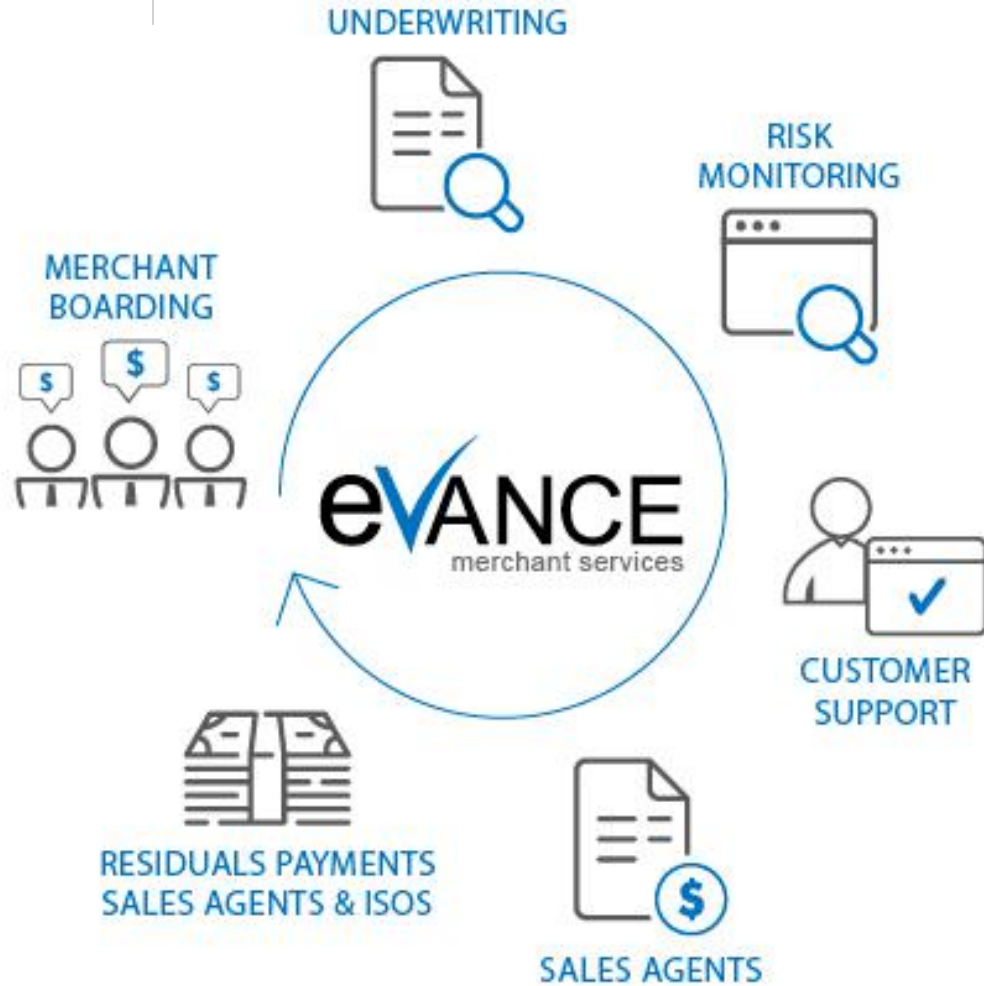 UNDERWRITING
RISK
MONITORING
MERCHANT
BOARDING
$
$
$
eVANCE
merchant services
CUSTOMER
SUPPORT
RESIDUALS PAYMENTS
SALES AGENTS & ISOS
$
SALES AGENTS